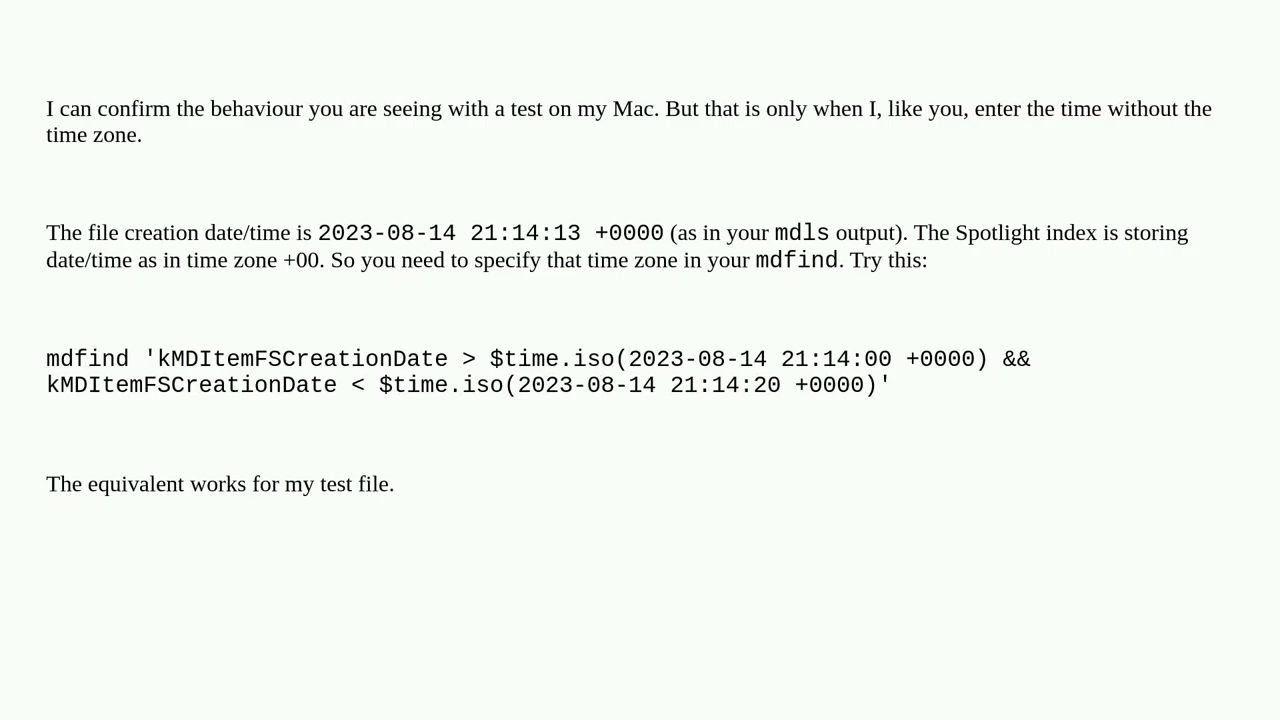 I can confirm the behaviour you are seeing with a test on my Mac. But that is only when I, like you, enter the time without the
time zone.
The file creation date/time is 2023-08-14 21:14:13 +0000 (as in your mdls output). The Spotlight index is storing
date/time as in time zone +00. So you need to specify that time zone in your mdfind. Try this:
mdfind 'kMDItemFSCreationDate > $time.iso(2023-08-14 21:14:00 +0000) &&
kMDItemFSCreationDate < $time.iso(2023-08-14 21:14:20 +0000)'
The equivalent works for my test file.